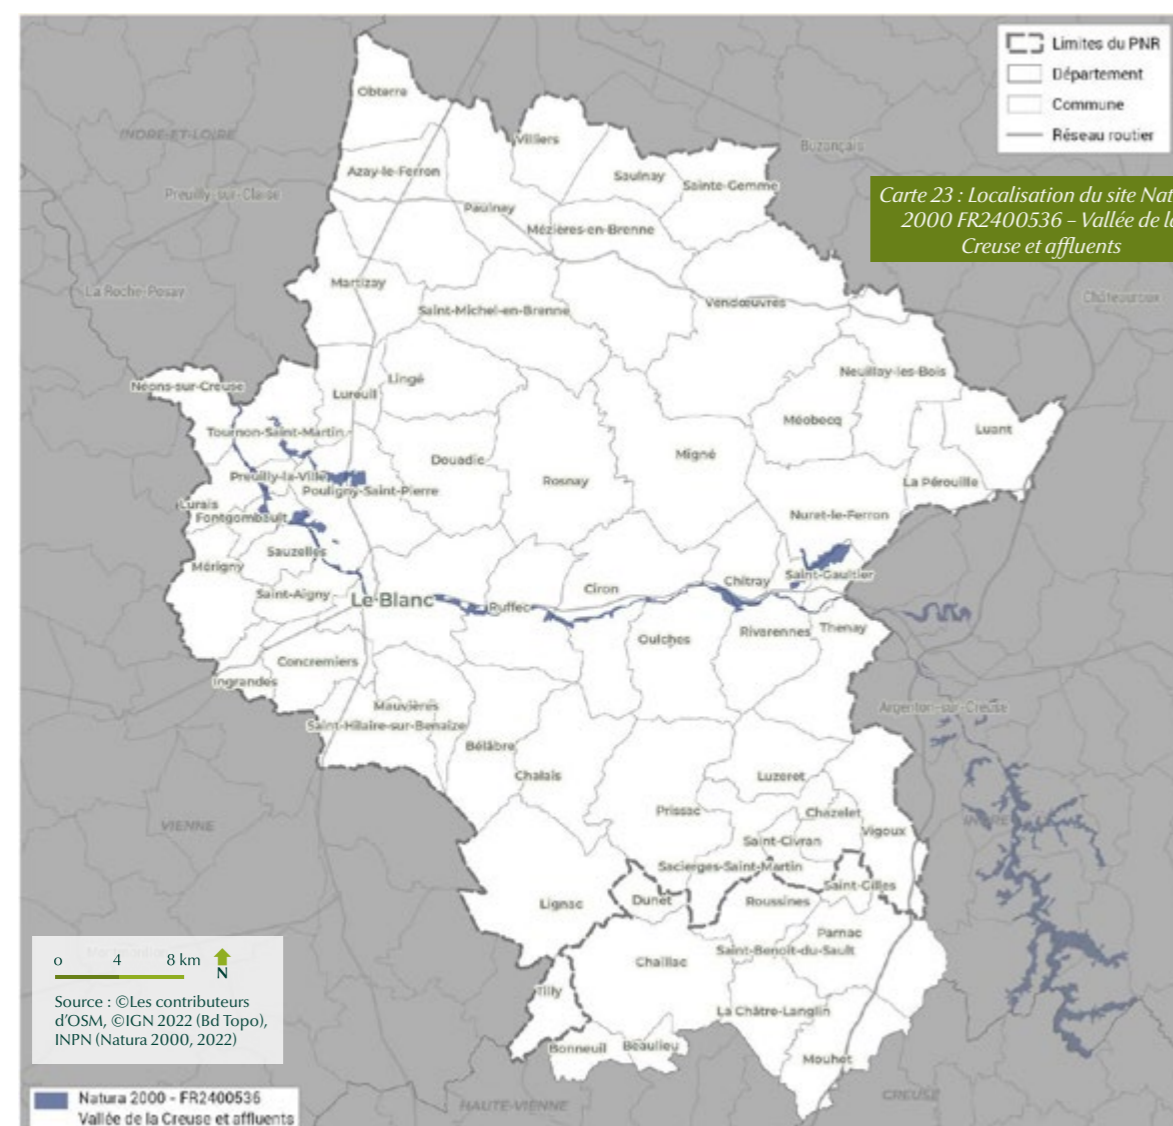 Limites du PNR
Département
Commune
Réseau routier
Carte 23 : Localisation du site Nat
2000 FR2400536 – Vallée de l
Creuse et affluents
Obterre
INDRE-ET-LOIRE
Villiers
Buzançais
Azay-le-Ferron
Saulnay
Sainte-Gemme
Preuilly-sur-Claise
Paulnay
Mézières-en-Brenne
La Roche-Posay
Martizay
Saint-Michel-en-Brenne
Vendœuvres
Châteauroux
Néons-sur-Creuse
Lureuil
Lingé
Neuillay-les-Bois
Méobecq
Luant
Tournon-Saint-Martin
Douadic
Migné
Preuilly-la-Ville
Pouligny-Saint-Pierre
Rosnay
La Pérouille
Lurais
Fontgombault
Nuret-le-Ferron
Sauzelles
Mérigny
Saint-Gaultier
Saint-Aigny
Le Blanc
Ruffec
Ciron
Chitray
Oulches
Rivarennes
Thenay
Concremiers
Ingrandes
Mauvières
Saint-Hilaire-sur-Benaize
Argenton-sur-Creuse
Bélâbre
Chalais
Luzeret
Prissac
Chazelet
VIENNE
Saint-Civran
Vigoux
INDRE
Sacierges-Saint-Martin
Saint-Gilles
Lignac
Dunet
Roussines
Parnac
Saint-Benoît-du-Sault
Chaillac
Tilly
La Châtre-Langlin
Bonneuil
Beaulieu
Mouhet
HAUTE-VIENNE
CREUSE
0 4 8 km
N
Source : ©Les contributeurs
d'OSM, ©IGN 2022 (Bd Topo),
INPN (Natura 2000, 2022)
Natura 2000 - FR2400536
Vallée de la Creuse et affluents